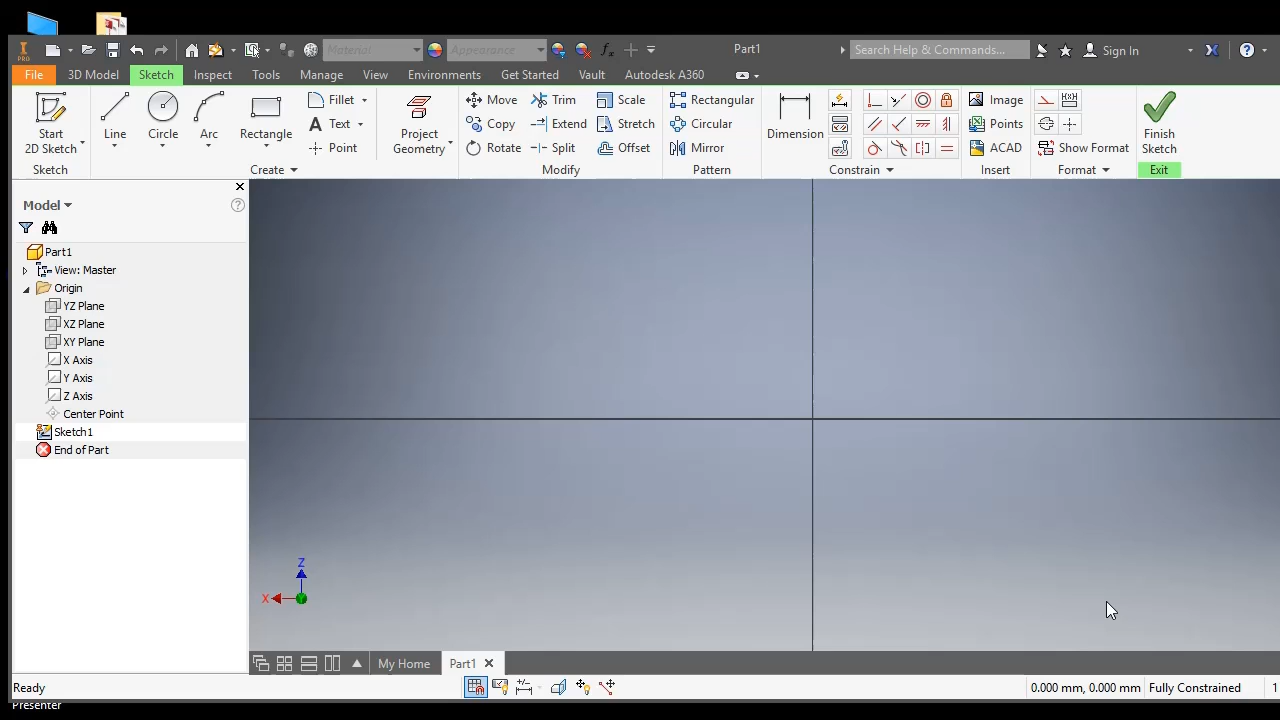 PRO
Material
Appearance
Part1
Search Help & Commands...
Sign In
File
3D Model
Sketch
Inspect
Tools
Manage
View
Environments
Get Started
Vault
Autodesk A360
Start
2D Sketch
Line
Circle
Arc
Rectangle
Fillet
Text
Point
Project
Geometry
Move
Copy
Rotate
Trim
Extend
Split
Scale
Stretch
Offset
Rectangular
Circular
Mirror
Dimension
Image
Points
ACAD
Show Format
Finish
Sketch
Sketch
Create
Modify
Pattern
Constrain
Insert
Format
Exit
Model
Part1
View: Master
Origin
YZ Plane
XZ Plane
XY Plane
X Axis
Y Axis
Z Axis
Center Point
Sketch1
End of Part
Z
X
My Home
Part1
Ready
0.000 mm, 0.000 mm
Fully Constrained
1
Presenter